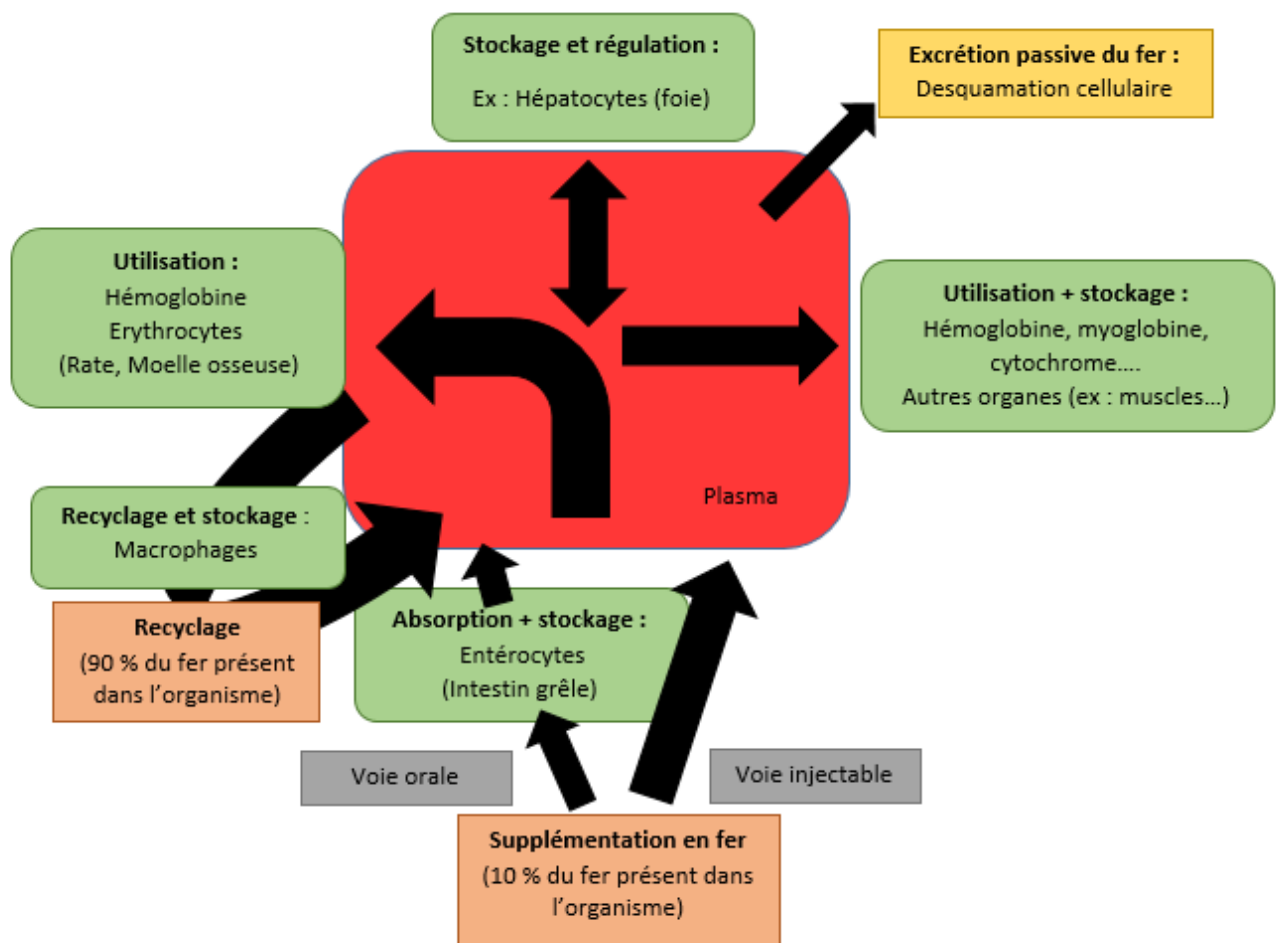 Stockage et régulation :
Ex : Hépatocytes (foie)
Excrétion passive du fer :
Desquamation cellulaire
Utilisation :
Hémoglobine
Erythrocytes
(Rate, Moelle osseuse)
Utilisation + stockage :
Hémoglobine, myoglobine,
cytochrome....
Autres organes (ex : muscles...)
Plasma
Recyclage et stockage :
Macrophages
Recyclage
(90 % du fer présent
dans l’organisme)
Absorption + stockage :
Entérocytes
(Intestin grêle)
Voie orale
Voie injectable
Supplémentation en fer
(10 % du fer présent dans
l’organisme)